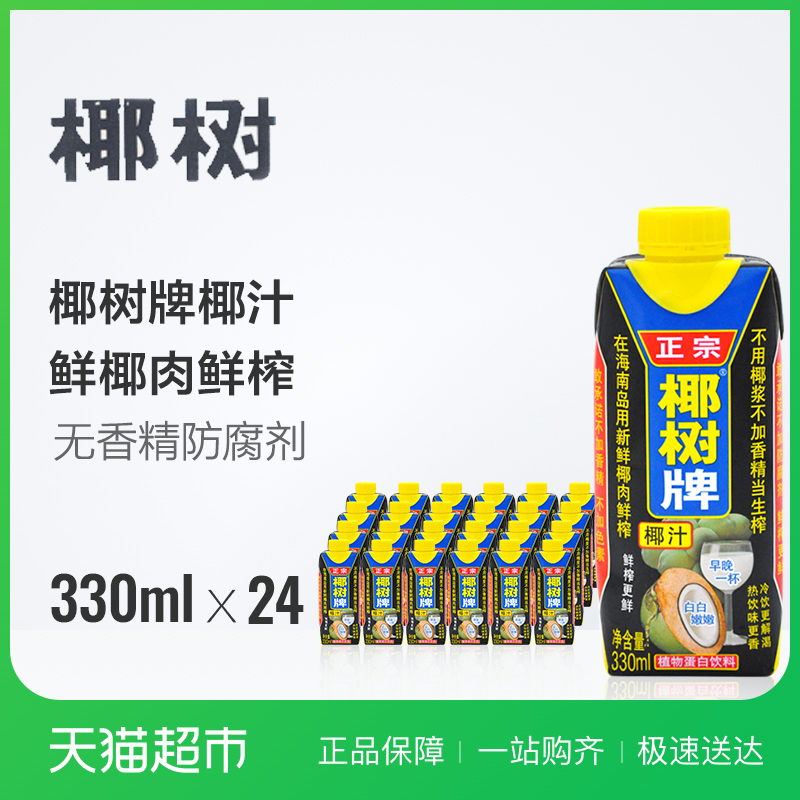 椰树
椰树牌椰汁
鲜椰肉鲜榨
无香精防腐剂
330ml X 24
正宗
椰树牌®
椰汁
在海南岛用新鲜椰肉鲜榨
鲜榨更鲜
不用椰浆不加香精当生榨
早晚一杯
白白嫩嫩
冷饮更解渴
热饮味更香
净含量
330ml
植物蛋白饮料
天猫超市
正品保障
一站购齐
极速送达